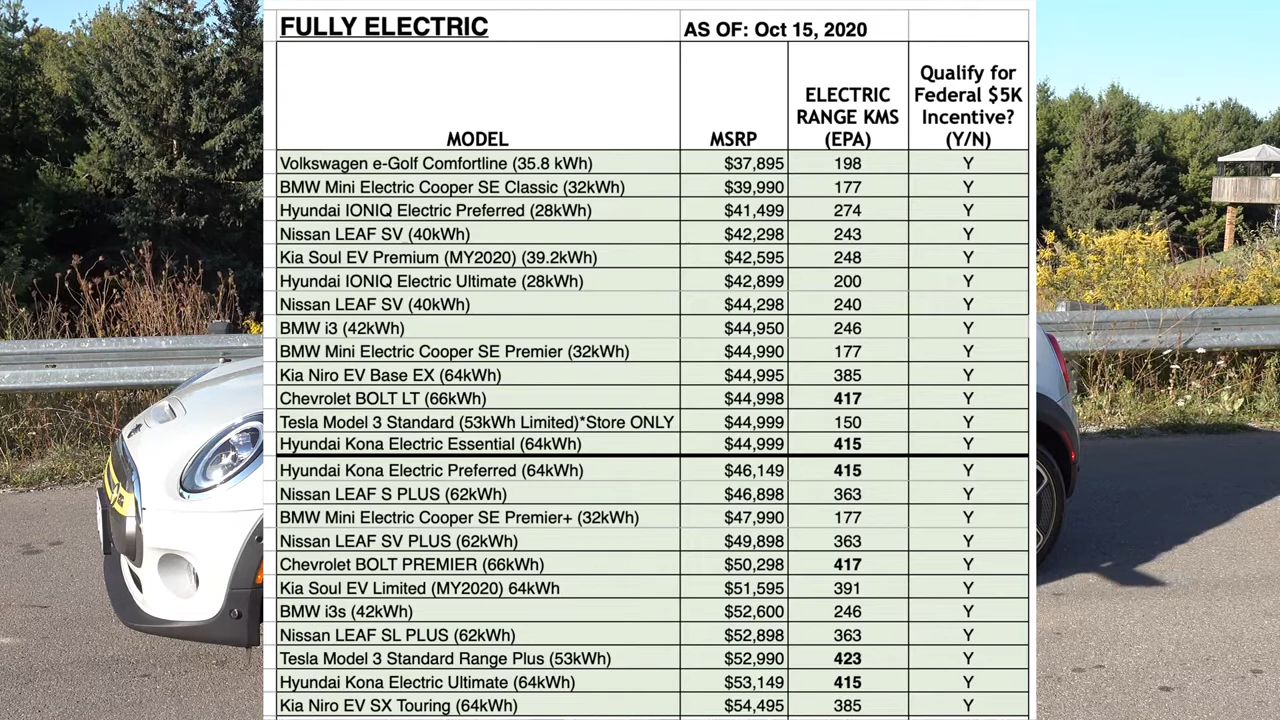 FULLY ELECTRIC AS OF: Oct 15, 2020
MODEL MSRP ELECTRIC RANGE KMS (EPA) Qualify for Federal $5K Incentive? (Y/N)
Volkswagen e-Golf Comfortline (35.8 kWh) $37,895 198 Y
BMW Mini Electric Cooper SE Classic (32kWh) $39,990 177 Y
Hyundai IONIQ Electric Preferred (28kWh) $41,499 274 Y
Nissan LEAF SV (40kWh) $42,298 243 Y
Kia Soul EV Premium (MY2020) (39.2kWh) $42,595 248 Y
Hyundai IONIQ Electric Ultimate (28kWh) $42,899 200 Y
Nissan LEAF SV (40kWh) $44,298 240 Y
BMW i3 (42kWh) $44,950 246 Y
BMW Mini Electric Cooper SE Premier (32kWh) $44,990 177 Y
Kia Niro EV Base EX (64kWh) $44,995 385 Y
Chevrolet BOLT LT (66kWh) $44,998 417 Y
Tesla Model 3 Standard (53kWh Limited)*Store ONLY $44,999 150 Y
Hyundai Kona Electric Essential (64kWh) $44,999 415 Y
Hyundai Kona Electric Preferred (64kWh) $46,149 415 Y
Nissan LEAF S PLUS (62kWh) $46,898 363 Y
BMW Mini Electric Cooper SE Premier+ (32kWh) $47,990 177 Y
Nissan LEAF SV PLUS (62kWh) $49,898 363 Y
Chevrolet BOLT PREMIER (66kWh) $50,298 417 Y
Kia Soul EV Limited (MY2020) 64kWh $51,595 391 Y
BMW i3s (42kWh) $52,600 246 Y
Nissan LEAF SL PLUS (62kWh) $52,898 363 Y
Tesla Model 3 Standard Range Plus (53kWh) $52,990 423 Y
Hyundai Kona Electric Ultimate (64kWh) $53,149 415 Y
Kia Niro EV SX Touring (64kWh) $54,495 385 Y